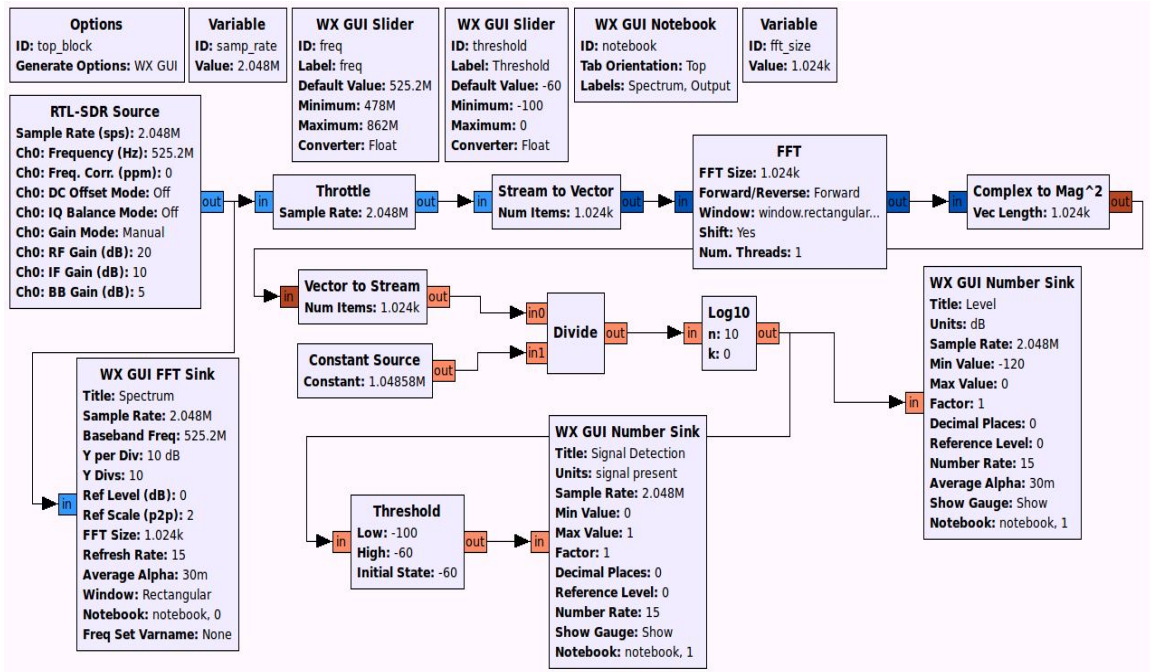 Options
ID: top_block
Generate Options: WX GUI
Variable
ID: samp_rate
Value: 2.048M
WX GUI Slider
ID: freq
Label: freq
Default Value: 525.2M
Minimum: 478M
Maximum: 862M
Converter: Float
WX GUI Slider
ID: threshold
Label: Threshold
Default Value: -60
Minimum: -100
Maximum: 0
Converter: Float
WX GUI Notebook
ID: notebook
Tab Orientation: Top
Labels: Spectrum, Output
Variable
ID: fft_size
Value: 1.024k
RTL-SDR Source
Sample Rate (sps): 2.048M
Ch0: Frequency (Hz): 525.2M
Ch0: Freq. Corr. (ppm): 0
Ch0: DC Offset Mode: Off
Ch0: IQ Balance Mode: Off
Ch0: Gain Mode: Manual
Ch0: RF Gain (dB): 20
Ch0: IF Gain (dB): 10
Ch0: BB Gain (dB): 5
out
in
Throttle
Sample Rate: 2.048M
out
in
Stream to Vector
Num Items: 1.024k
out
in
FFT
FFT Size: 1.024k
Forward/Reverse: Forward
Window: window.rectangular...
Shift: Yes
Num. Threads: 1
out
in
Complex to Mag^2
Vec Length: 1.024k
out
in
Vector to Stream
Num Items: 1.024k
out
Constant Source
Constant: 1.04858M
out
in0
in1
Divide
out
in
Log10
n: 10
k: 0
out
in
WX GUI Number Sink
Title: Level
Units: dB
Sample Rate: 2.048M
Min Value: -120
Max Value: 0
Factor: 1
Decimal Places: 0
Reference Level: 0
Number Rate: 15
Average Alpha: 30m
Show Gauge: Show
Notebook: notebook, 1
in
WX GUI FFT Sink
Title: Spectrum
Sample Rate: 2.048M
Baseband Freq: 525.2M
Y per Div: 10 dB
Y Divs: 10
Ref Level (dB): 0
Ref Scale (p2p): 2
FFT Size: 1.024k
Refresh Rate: 15
Average Alpha: 30m
Window: Rectangular
Notebook: notebook, 0
Freq Set Varname: None
in
Threshold
Low: -100
High: -60
Initial State: -60
out
in
WX GUI Number Sink
Title: Signal Detection
Units: signal present
Sample Rate: 2.048M
Min Value: 0
Max Value: 1
Factor: 1
Decimal Places: 0
Reference Level: 0
Number Rate: 15
Show Gauge: Show
Notebook: notebook, 1